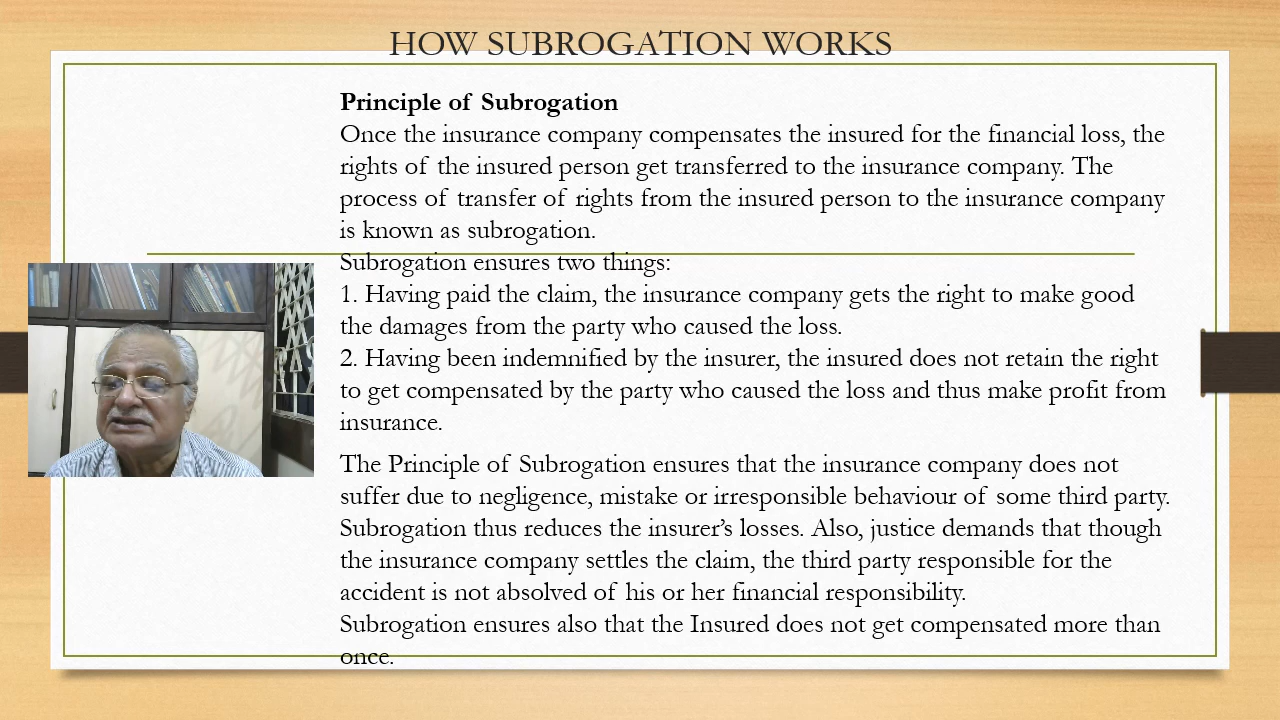 HOW SUBROGATION WORKS
Principle of Subrogation
Once the insurance company compensates the insured for the financial loss, the
rights of the insured person get transferred to the insurance company. The
process of transfer of rights from the insured person to the insurance company
is known as subrogation.
Subrogation ensures two things:
1. Having paid the claim, the insurance company gets the right to make good
the damages from the party who caused the loss.
2. Having been indemnified by the insurer, the insured does not retain the right
to get compensated by the party who caused the loss and thus make profit from
insurance.
The Principle of Subrogation ensures that the insurance company does not
suffer due to negligence, mistake or irresponsible behaviour of some third party.
Subrogation thus reduces the insurer’s losses. Also, justice demands that though
the insurance company settles the claim, the third party responsible for the
accident is not absolved of his or her financial responsibility.
Subrogation ensures also that the Insured does not get compensated more than
once.